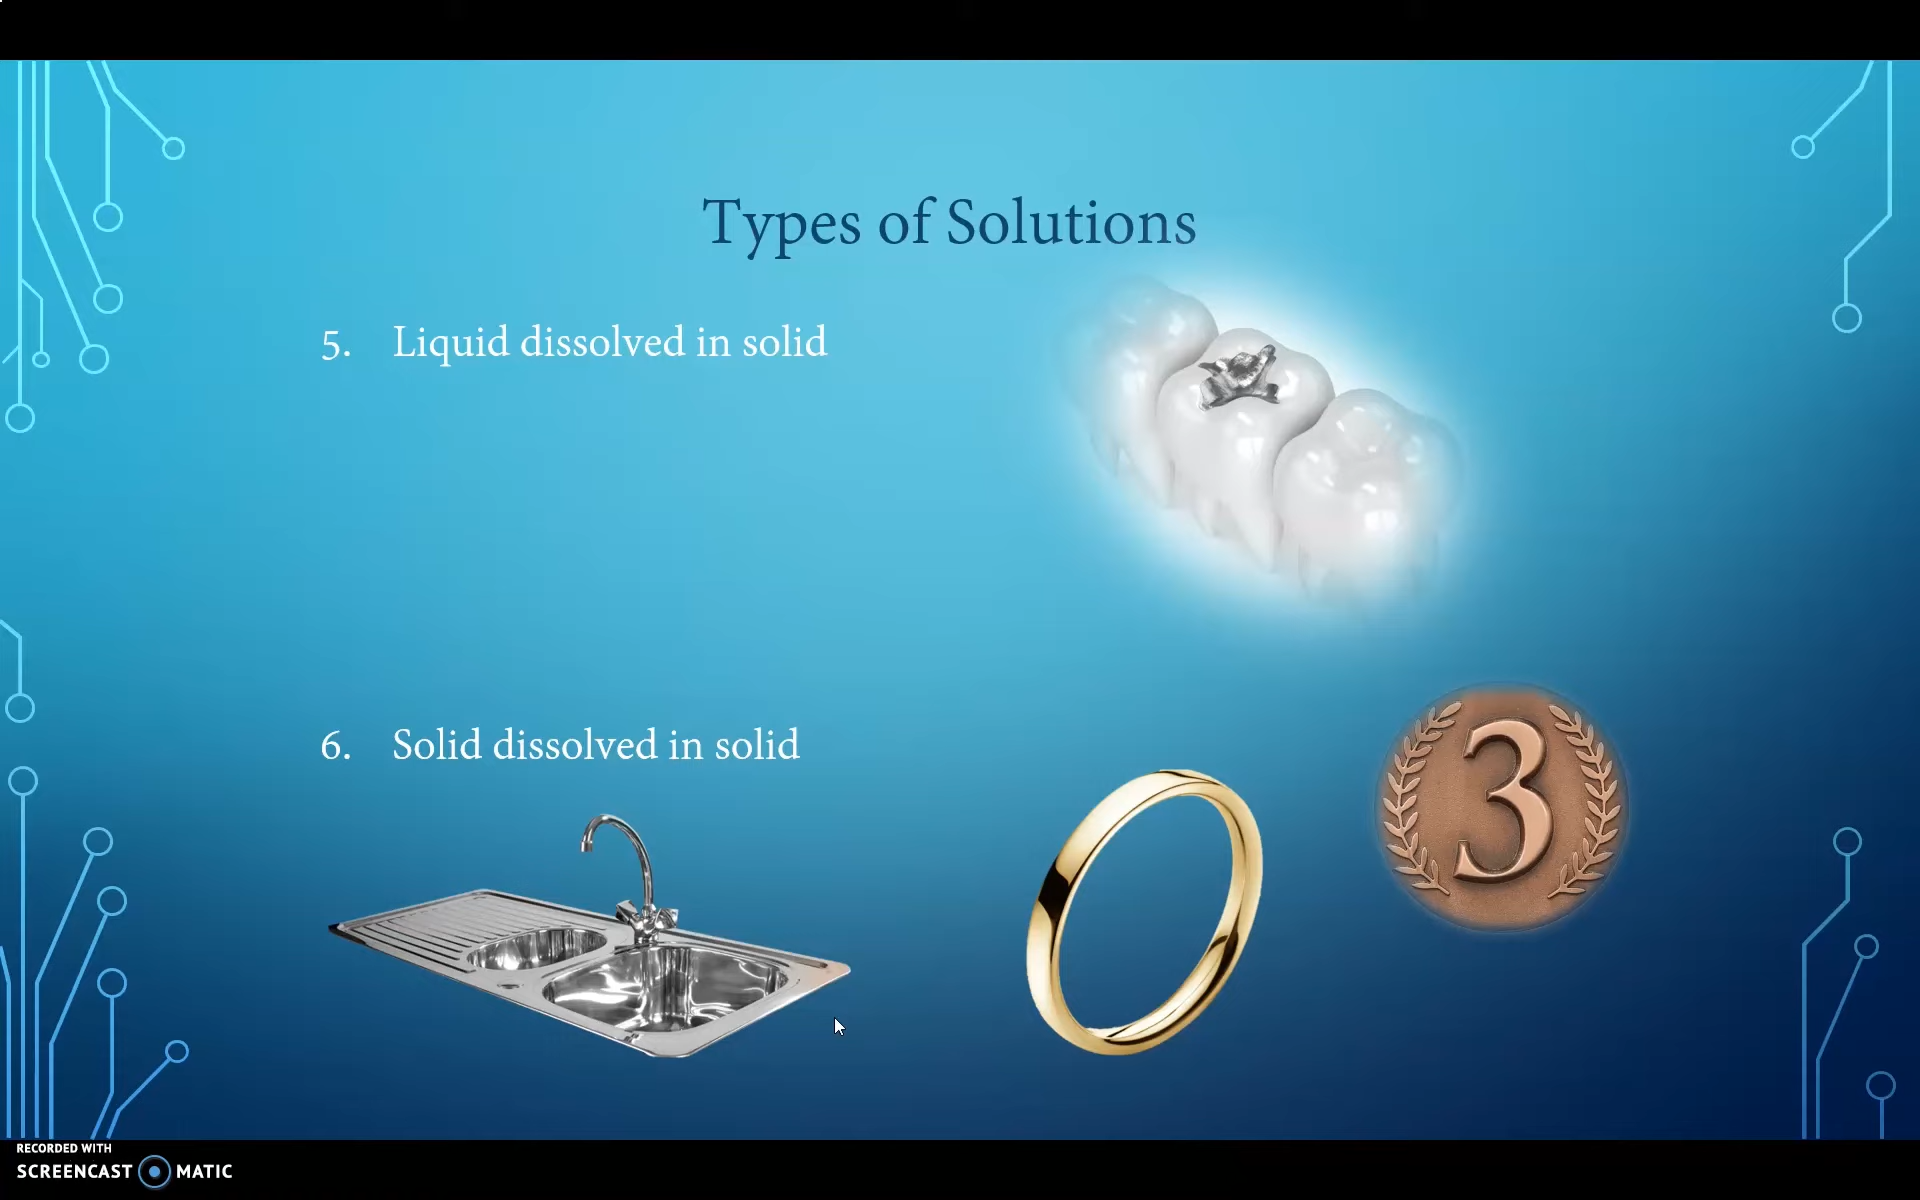 Types of Solutions
5. Liquid dissolved in solid
6. Solid dissolved in solid
3
RECORDED WITH
SCREENCAST MATIC